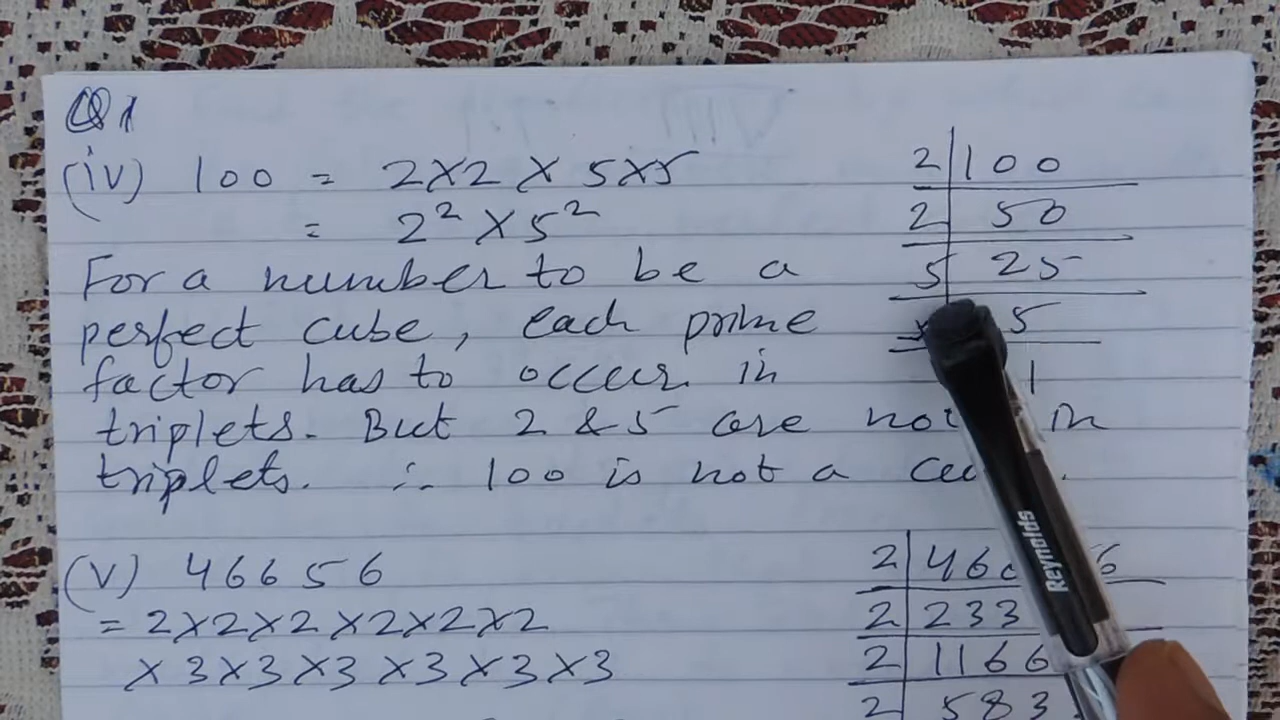 Q1
(iv) 100 = 2×2 × 5×5
= 2² × 5²
For a number to be a
perfect cube, each prime
factor has to occur in
triplets. But 2 & 5 are not in
triplets. ∴ 100 is not a
2 | 100
2 | 50
5 | 25
5
1
(v) 46656
= 2×2×2×2×2×2
× 3×3×3×3×3×3
2 | 46 6
2 | 233
2 | 1166
2 | 583
Reynolds